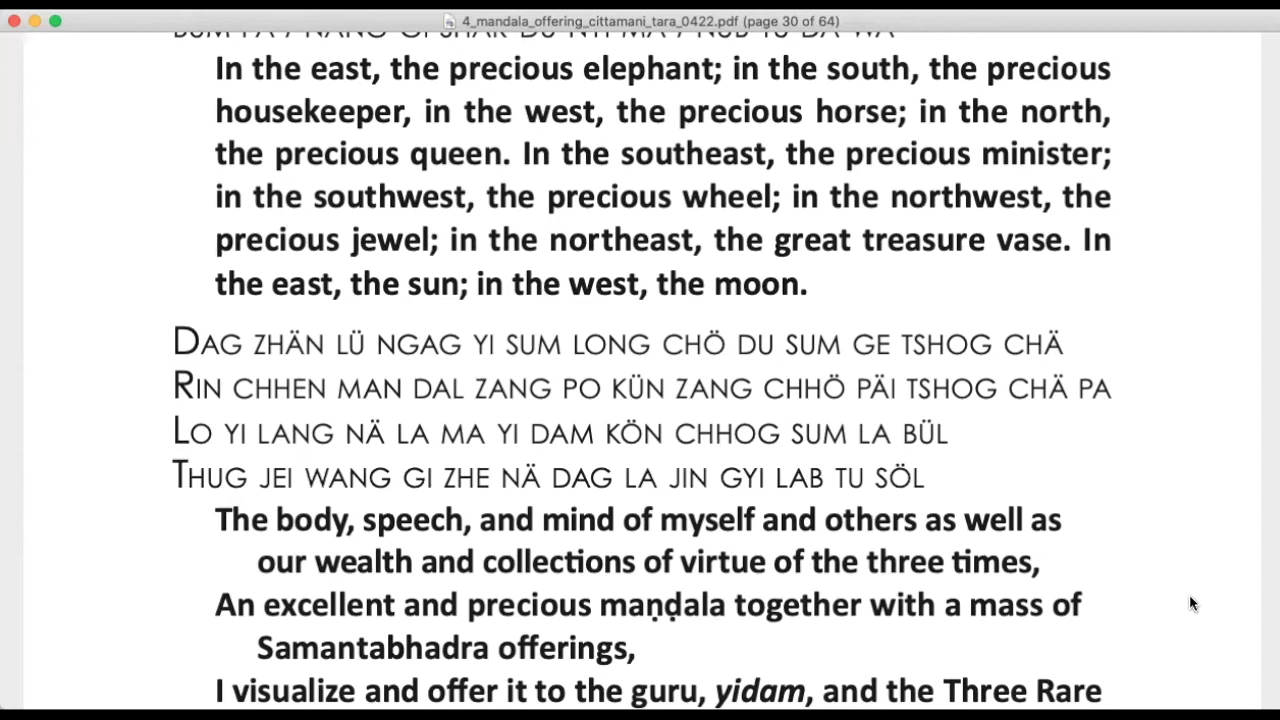 4_mandala_offering_cittamani_tara_0422.pdf (page 30 of 64)
In the east, the precious elephant; in the south, the precious
housekeeper, in the west, the precious horse; in the north,
the precious queen. In the southeast, the precious minister;
in the southwest, the precious wheel; in the northwest, the
precious jewel; in the northeast, the great treasure vase. In
the east, the sun; in the west, the moon.
DAG ZHÄN LÜ NGAG YI SUM LONG CHÖ DU SUM GE TSHOG CHÄ
RIN CHHEN MAN DAL ZANG PO KÜN ZANG CHHÖ PÄI TSHOG CHÄ PA
LO YI LANG NÄ LA MA YI DAM KÖN CHHOG SUM LA BÜL
THUG JEI WANG GI ZHE NÄ DAG LA JIN GYI LAB TU SÖL
The body, speech, and mind of myself and others as well as
our wealth and collections of virtue of the three times,
An excellent and precious maṇḍala together with a mass of
Samantabhadra offerings,
I visualize and offer it to the guru, yidam, and the Three Rare